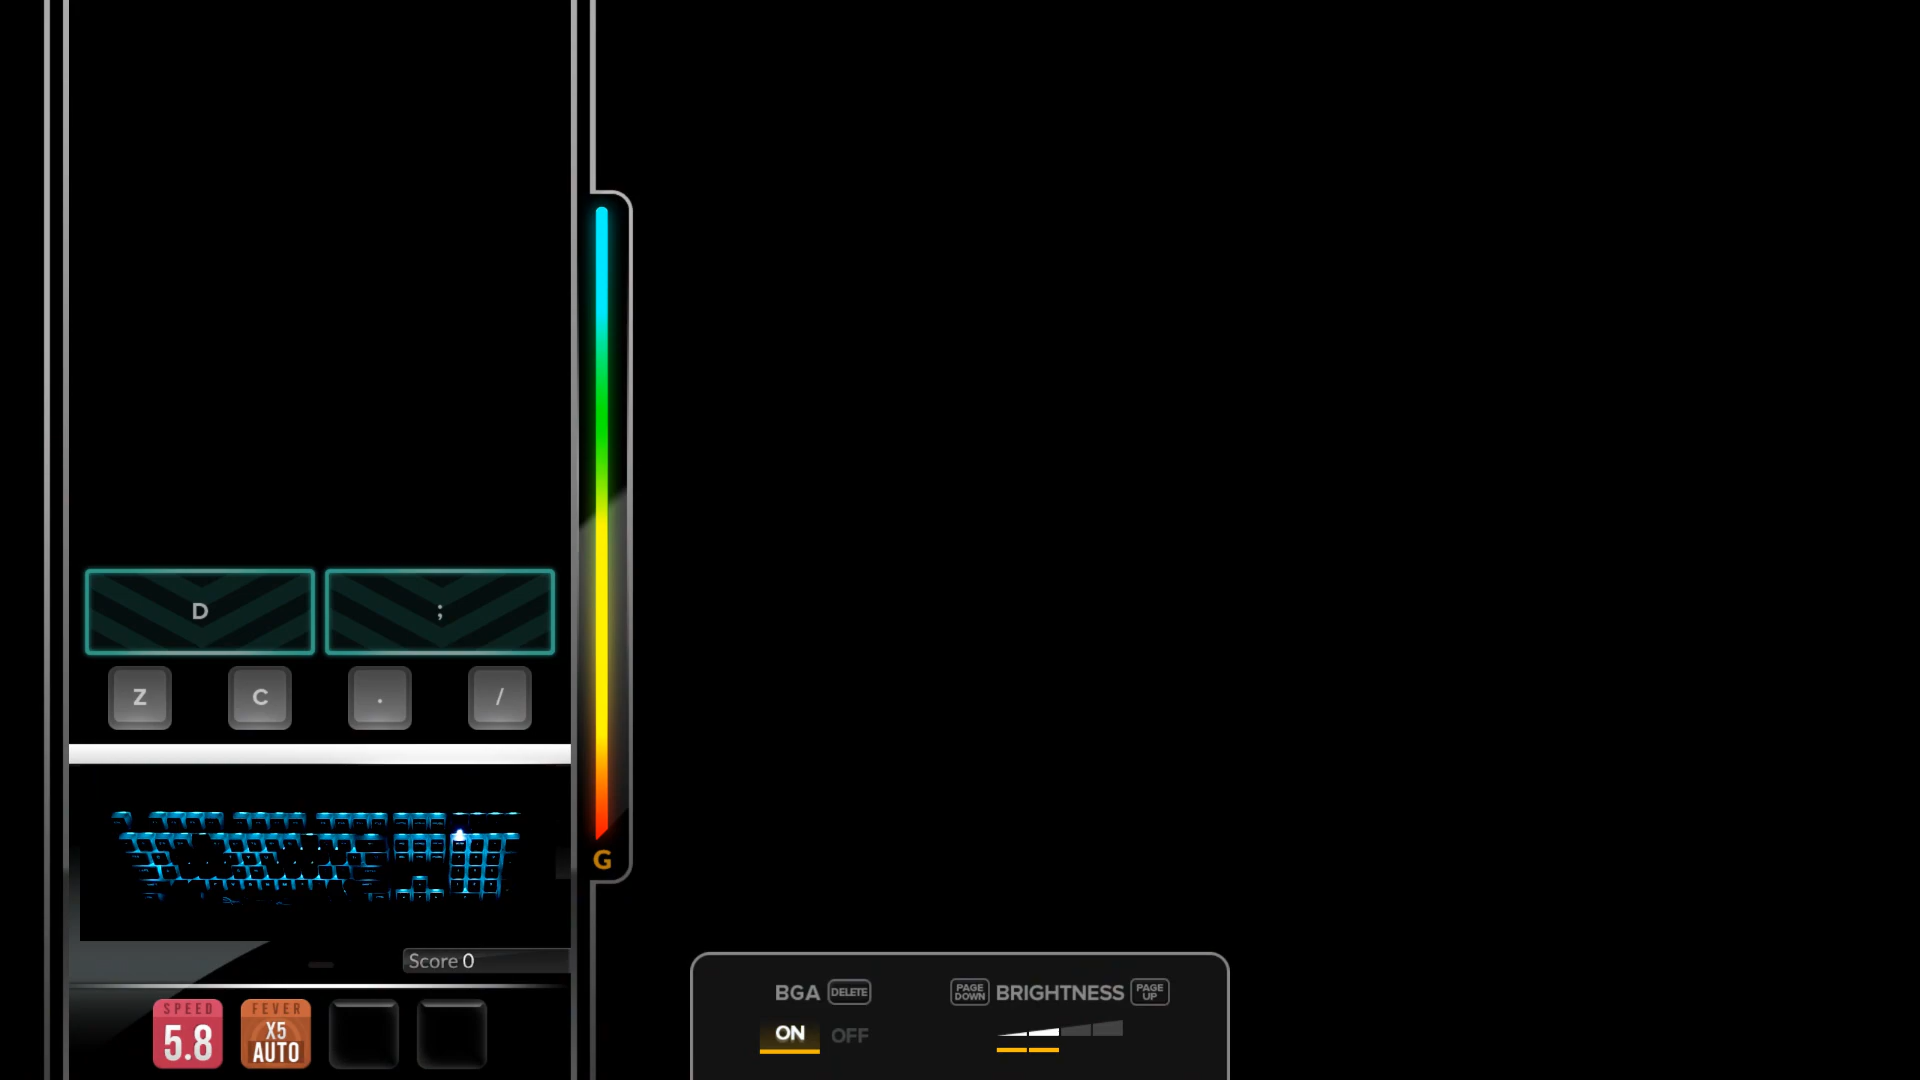 D ;
Z C . /
G
Score 0
SPEED
5.8
FEVER
X5
AUTO
BGA DELETE
ON OFF
PAGE DOWN BRIGHTNESS PAGE UP